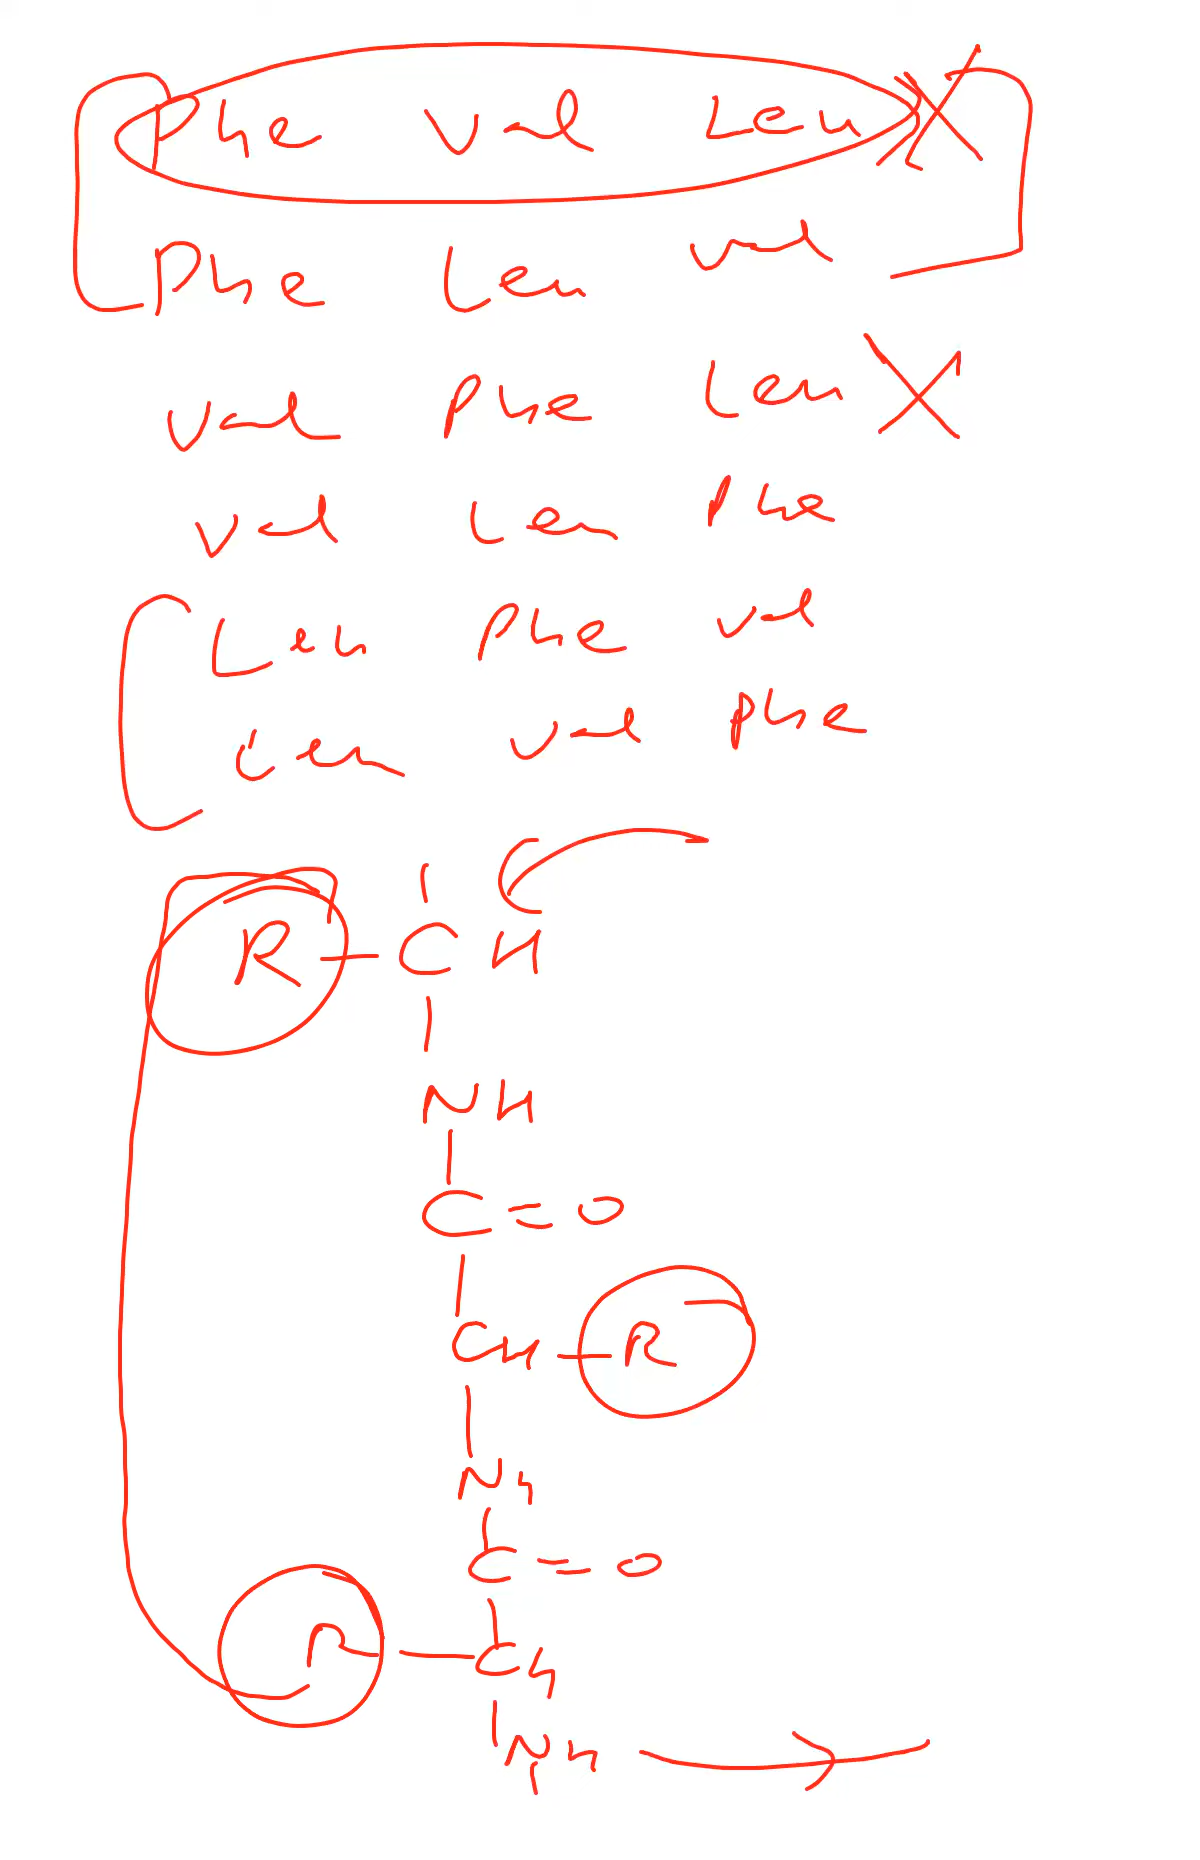 Phe val Leu
Phe Leu val
val Phe Leu
val Leu Phe
Leu Phe val
Leu val phe
R-CH
NH
C=O
CH-R
NH
C=O
R-CH
NH